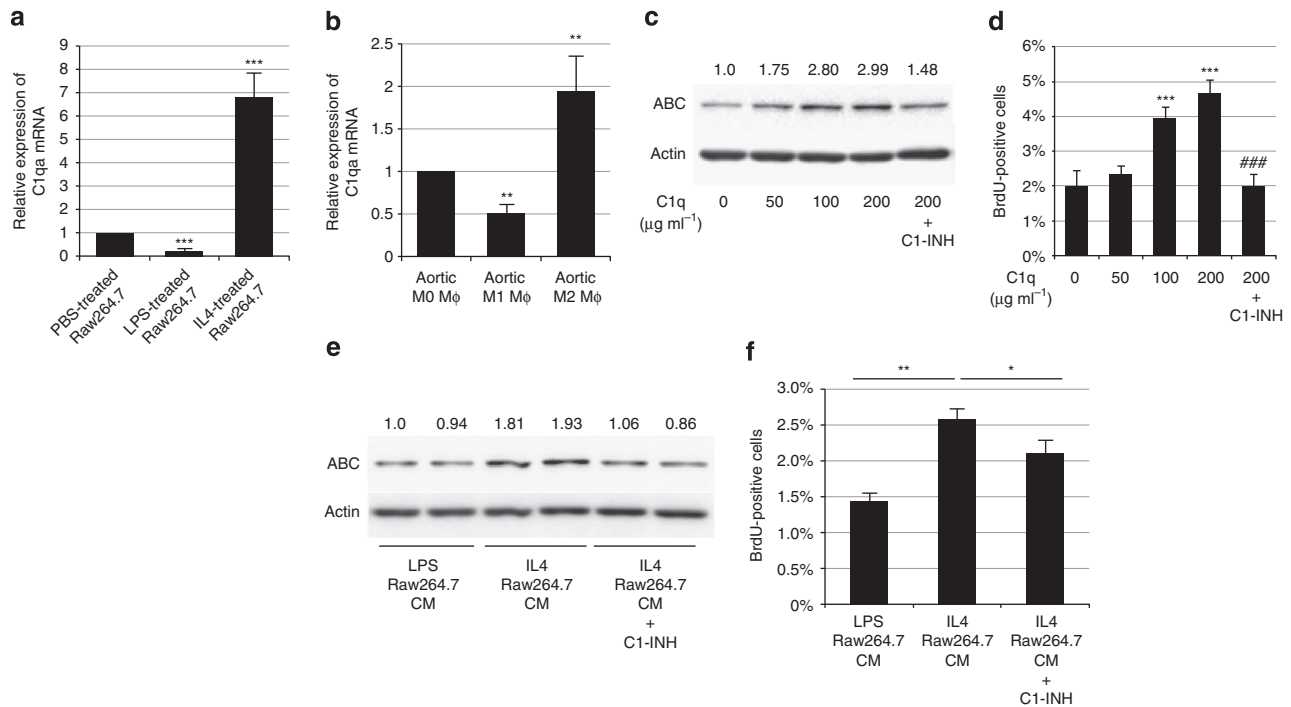 a
Relative expression of
C1qa mRNA
9
8
7
6
5
4
3
2
1
0
***
***
PBS-treated
Raw264.7
LPS-treated
Raw264.7
IL4-treated
Raw264.7
b
Relative expression of
C1qa mRNA
2.5
2
1.5
1
0.5
0
**
**
Aortic
M0 Mϕ
Aortic
M1 Mϕ
Aortic
M2 Mϕ
c
1.0 1.75 2.80 2.99 1.48
ABC
Actin
C1q 0 50 100 200 200
(μg ml⁻¹) +
C1-INH
d
BrdU-positive cells
6%
5%
4%
3%
2%
1%
0%
***
***
###
C1q 0 50 100 200 200
(μg ml⁻¹) +
C1-INH
e
1.0 0.94 1.81 1.93 1.06 0.86
ABC
Actin
LPS
Raw264.7
CM
IL4
Raw264.7
CM
IL4
Raw264.7
CM
+
C1-INH
f
BrdU-positive cells
3.0%
2.5%
2.0%
1.5%
1.0%
0.5%
0%
**
*
LPS
Raw264.7
CM
IL4
Raw264.7
CM
IL4
Raw264.7
CM
+
C1-INH